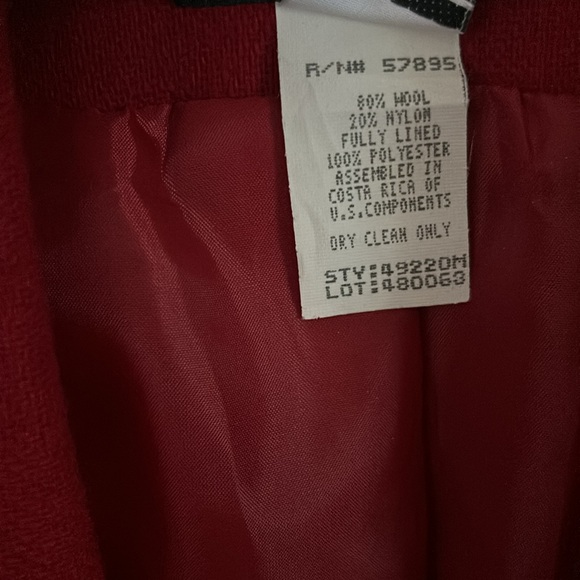 R/N# 57895
80% WOOL
20% NYLON
FULLY LINED
100% POLYESTER
ASSEMBLED IN
COSTA RICA OF
U.S.COMPONENTS
DRY CLEAN ONLY
STY:49220M
LOT:480063